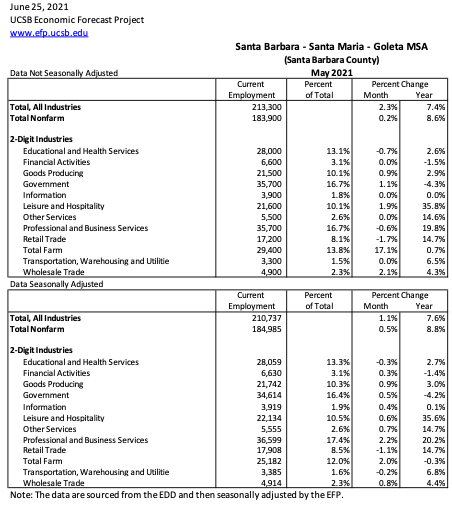 June 25, 2021
UCSB Economic Forecast Project
www.efp.ucsb.edu
Santa Barbara - Santa Maria - Goleta MSA
(Santa Barbara County)
Data Not Seasonally Adjusted May 2021
Current Percent Percent Change
Employment of Total Month Year
Total, All Industries 213,300 2.3% 7.4%
Total Nonfarm 183,900 0.2% 8.6%
2-Digit Industries
Educational and Health Services 28,000 13.1% -0.7% 2.6%
Financial Activities 6,600 3.1% 0.0% -1.5%
Goods Producing 21,500 10.1% 0.9% 2.9%
Government 35,700 16.7% 1.1% -4.3%
Information 3,900 1.8% 0.0% 0.0%
Leisure and Hospitality 21,600 10.1% 1.9% 35.8%
Other Services 5,500 2.6% 0.0% 14.6%
Professional and Business Services 35,700 16.7% -0.6% 19.8%
Retail Trade 17,200 8.1% -1.7% 14.7%
Total Farm 29,400 13.8% 17.1% 0.7%
Transportation, Warehousing and Utilitie 3,300 1.5% 0.0% 6.5%
Wholesale Trade 4,900 2.3% 2.1% 4.3%
Data Seasonally Adjusted
Current Percent Percent Change
Employment of Total Month Year
Total, All Industries 210,737 1.1% 7.6%
Total Nonfarm 184,985 0.5% 8.8%
2-Digit Industries
Educational and Health Services 28,059 13.3% -0.3% 2.7%
Financial Activities 6,630 3.1% 0.3% -1.4%
Goods Producing 21,742 10.3% 0.9% 3.0%
Government 34,614 16.4% 0.5% -4.2%
Information 3,919 1.9% 0.4% 0.1%
Leisure and Hospitality 22,134 10.5% 0.6% 35.6%
Other Services 5,555 2.6% 0.7% 14.7%
Professional and Business Services 36,599 17.4% 2.2% 20.2%
Retail Trade 17,908 8.5% -1.1% 14.7%
Total Farm 25,182 12.0% 2.0% -0.3%
Transportation, Warehousing and Utilitie 3,385 1.6% -0.2% 6.8%
Wholesale Trade 4,914 2.3% 0.8% 4.4%
Note: The data are sourced from the EDD and then seasonally adjusted by the EFP.